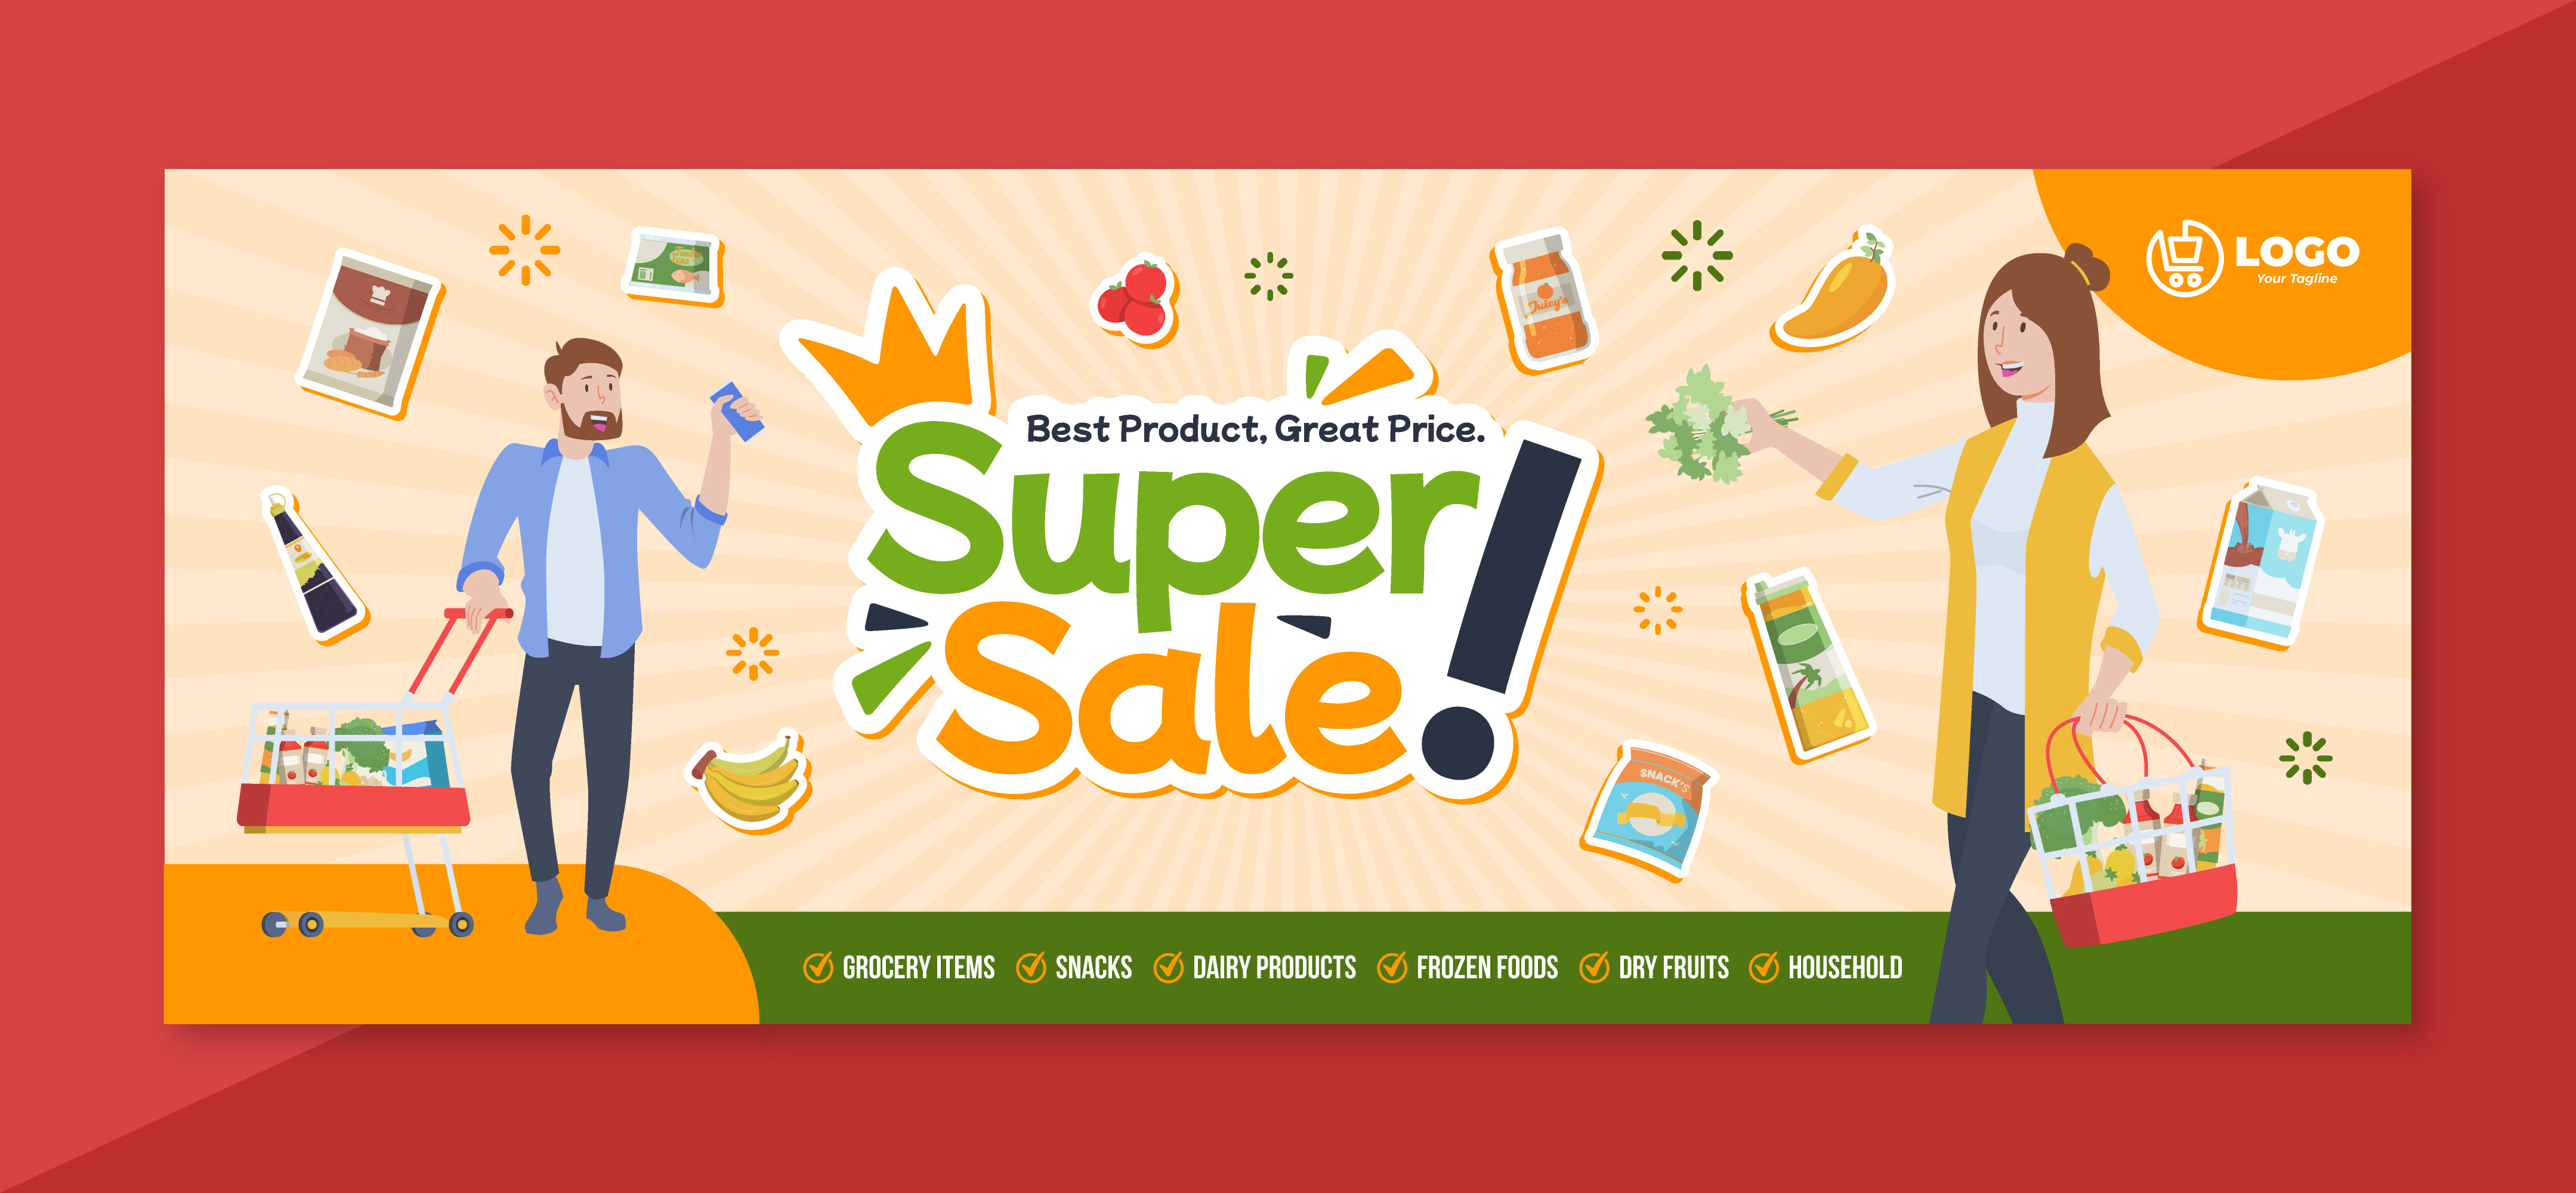 LOGO
Your Tagline
Juicy's
Best Product, Great Price.
Super
Sale!
SNACK'S
GROCERY ITEMS
SNACKS
DAIRY PRODUCTS
FROZEN FOODS
DRY FRUITS
HOUSEHOLD